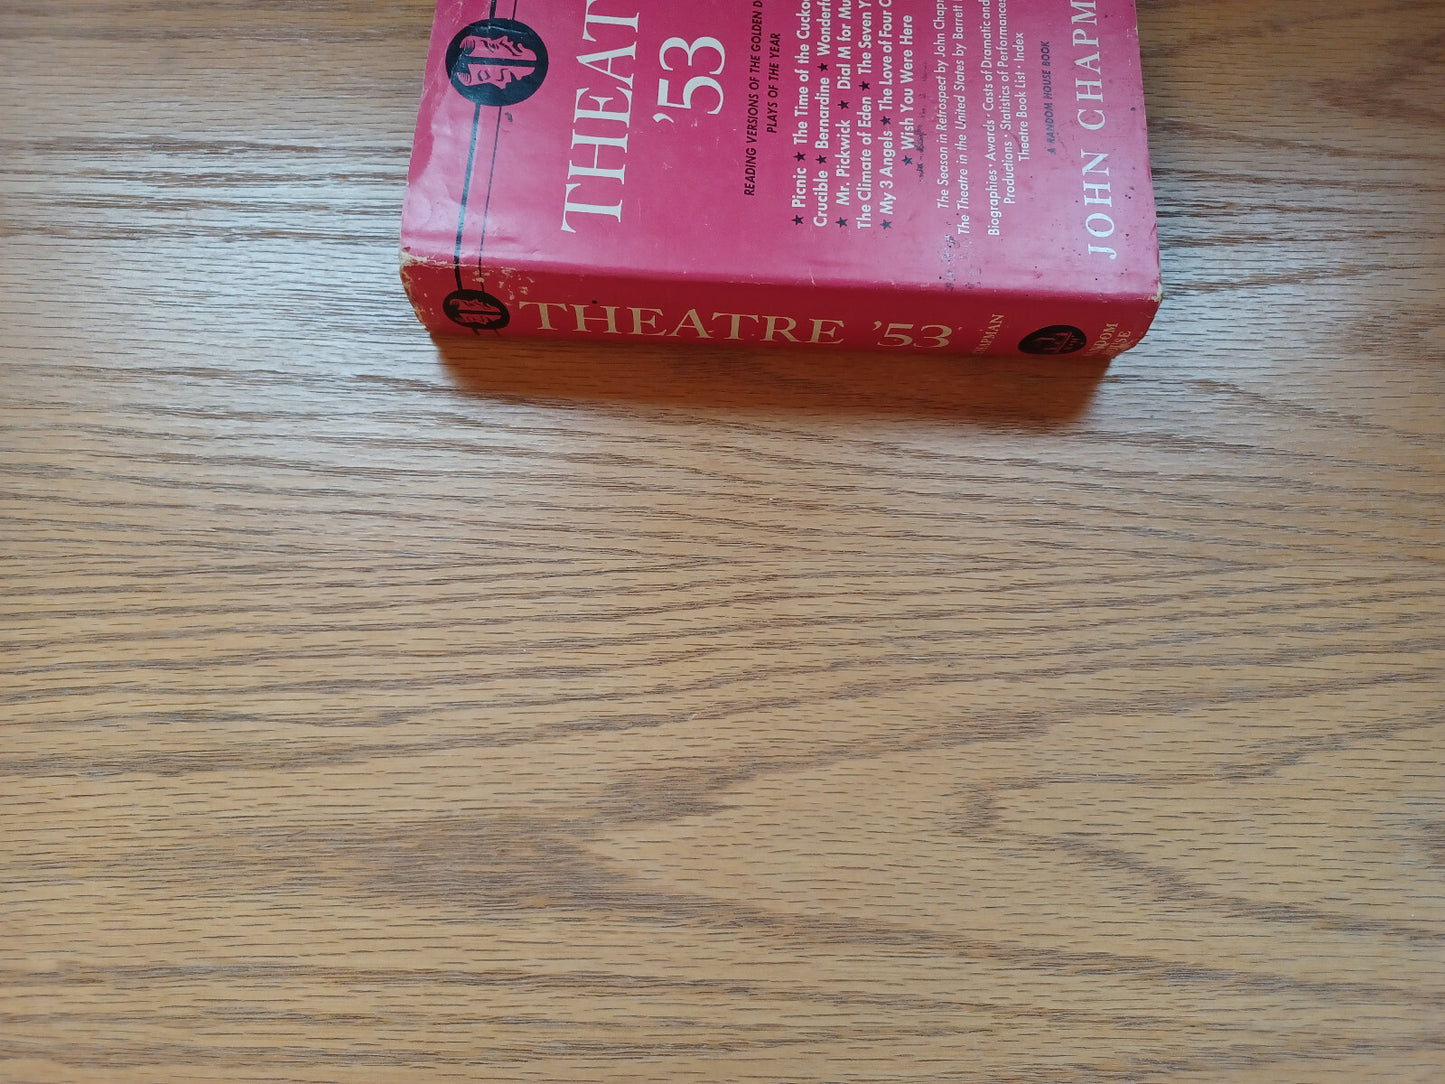 THEAT
'53
READING VERSIONS OF THE GOLDEN D
PLAYS OF THE YEAR
★ Picnic ★ The Time of the Cuckoo
Crucible ★ Bernardine ★ Wonderfu
★ Mr. Pickwick ★ Dial M for Mu
The Climate of Eden ★ The Seven Y
★ My 3 Angels ★ The Love of Four C
★ Wish You Were Here
The Season in Retrospect by John Chap
The Theatre in the United States by Barrett
Biographies • Awards • Casts of Dramatic and
Productions • Statistics of Performances
Theatre Book List • Index
A RANDOM HOUSE BOOK
JOHN CHAPM
THEATRE '53
CHAPMAN